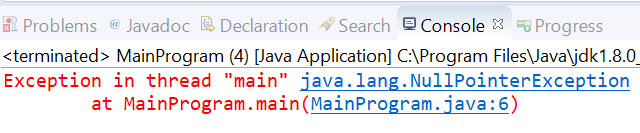 Problems @ Javadoc Declaration Search Console Progress
<terminated> MainProgram (4) [Java Application] C:\Program Files\Java\jdk1.8.0_
Exception in thread "main" java.lang.NullPointerException
at MainProgram.main(MainProgram.java:6)